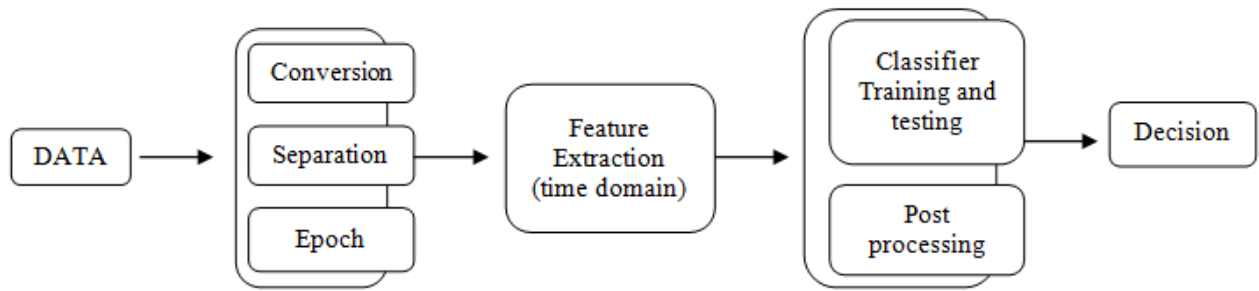 DATA
Conversion
Separation
Epoch
Feature
Extraction
(time domain)
Classifier
Training and
testing
Post
processing
Decision